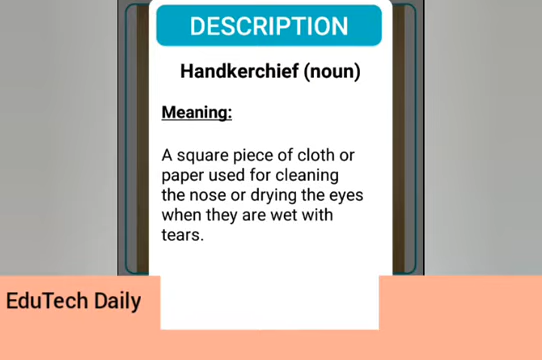 DESCRIPTION
Handkerchief (noun)
Meaning:
A square piece of cloth or
paper used for cleaning
the nose or drying the eyes
when they are wet with
tears.
EduTech Daily